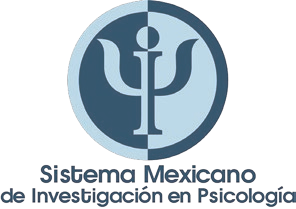 Sistema Mexicano
de Investigación en Psicología